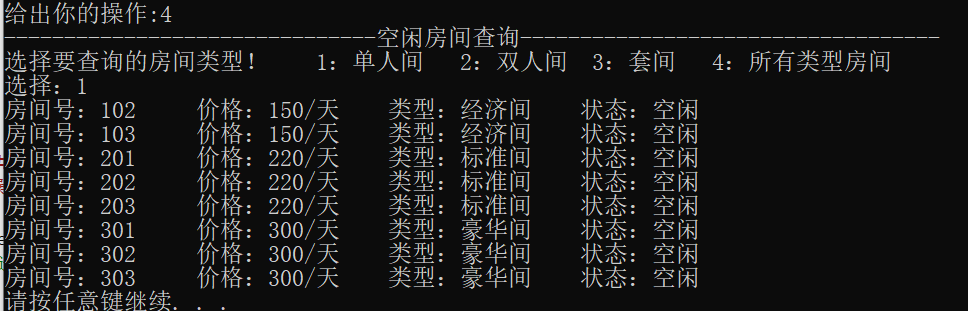 给出你的操作:4
-------------------------------空闲房间查询-----------------------------------
选择要查询的房间类型!    1：单人间   2：双人间  3：套间   4：所有类型房间
选择：1
房间号：102     价格：150/天    类型：经济间    状态：空闲
房间号：103     价格：150/天    类型：经济间    状态：空闲
房间号：201     价格：220/天    类型：标准间    状态：空闲
房间号：202     价格：220/天    类型：标准间    状态：空闲
房间号：203     价格：220/天    类型：标准间    状态：空闲
房间号：301     价格：300/天    类型：豪华间    状态：空闲
房间号：302     价格：300/天    类型：豪华间    状态：空闲
房间号：303     价格：300/天    类型：豪华间    状态：空闲
请按任意键继续. . .